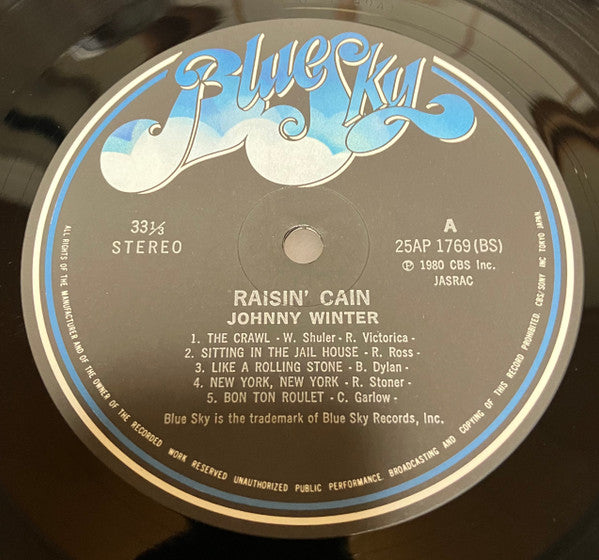 Blue Sky
33⅓
STEREO
A
25AP 1769 (BS)
℗ 1980 CBS Inc.
JASRAC
RAISIN' CAIN
JOHNNY WINTER
1. THE CRAWL - W. Shuler - R. Victorica -
2. SITTING IN THE JAIL HOUSE - R. Ross -
3. LIKE A ROLLING STONE - B. Dylan -
4. NEW YORK, NEW YORK - R. Stoner -
5. BON TON ROULET - C. Garlow -
Blue Sky is the trademark of Blue Sky Records, Inc.
ALL RIGHTS OF THE MANUFACTURER AND OF THE OWNER OF THE RECORDED WORK RESERVED UNAUTHORIZED PUBLIC PERFORMANCE. BROADCASTING AND COPYING OF THIS RECORD PROHIBITED. CBS/SONY INC TOKYO JAPAN.